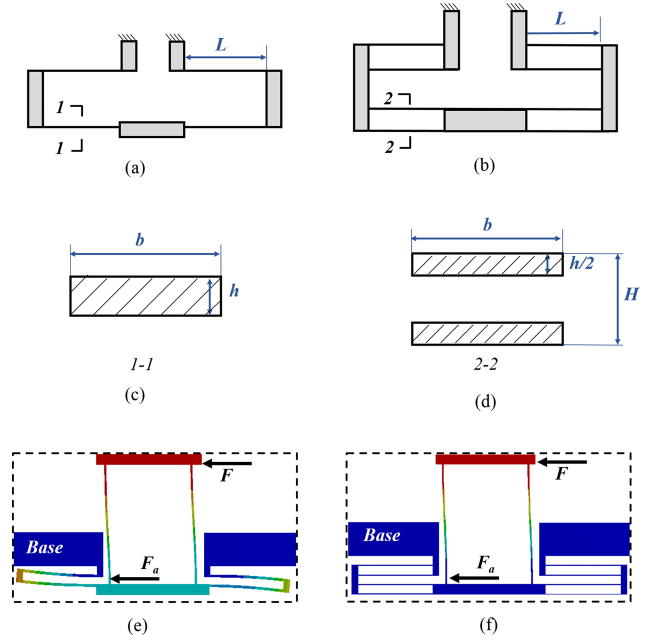 L
1
1
(a)
L
2
2
(b)
b
h
1-1
(c)
b
h/2
H
2-2
(d)
F
Base
Fₐ
(e)
F
Base
Fₐ
(f)